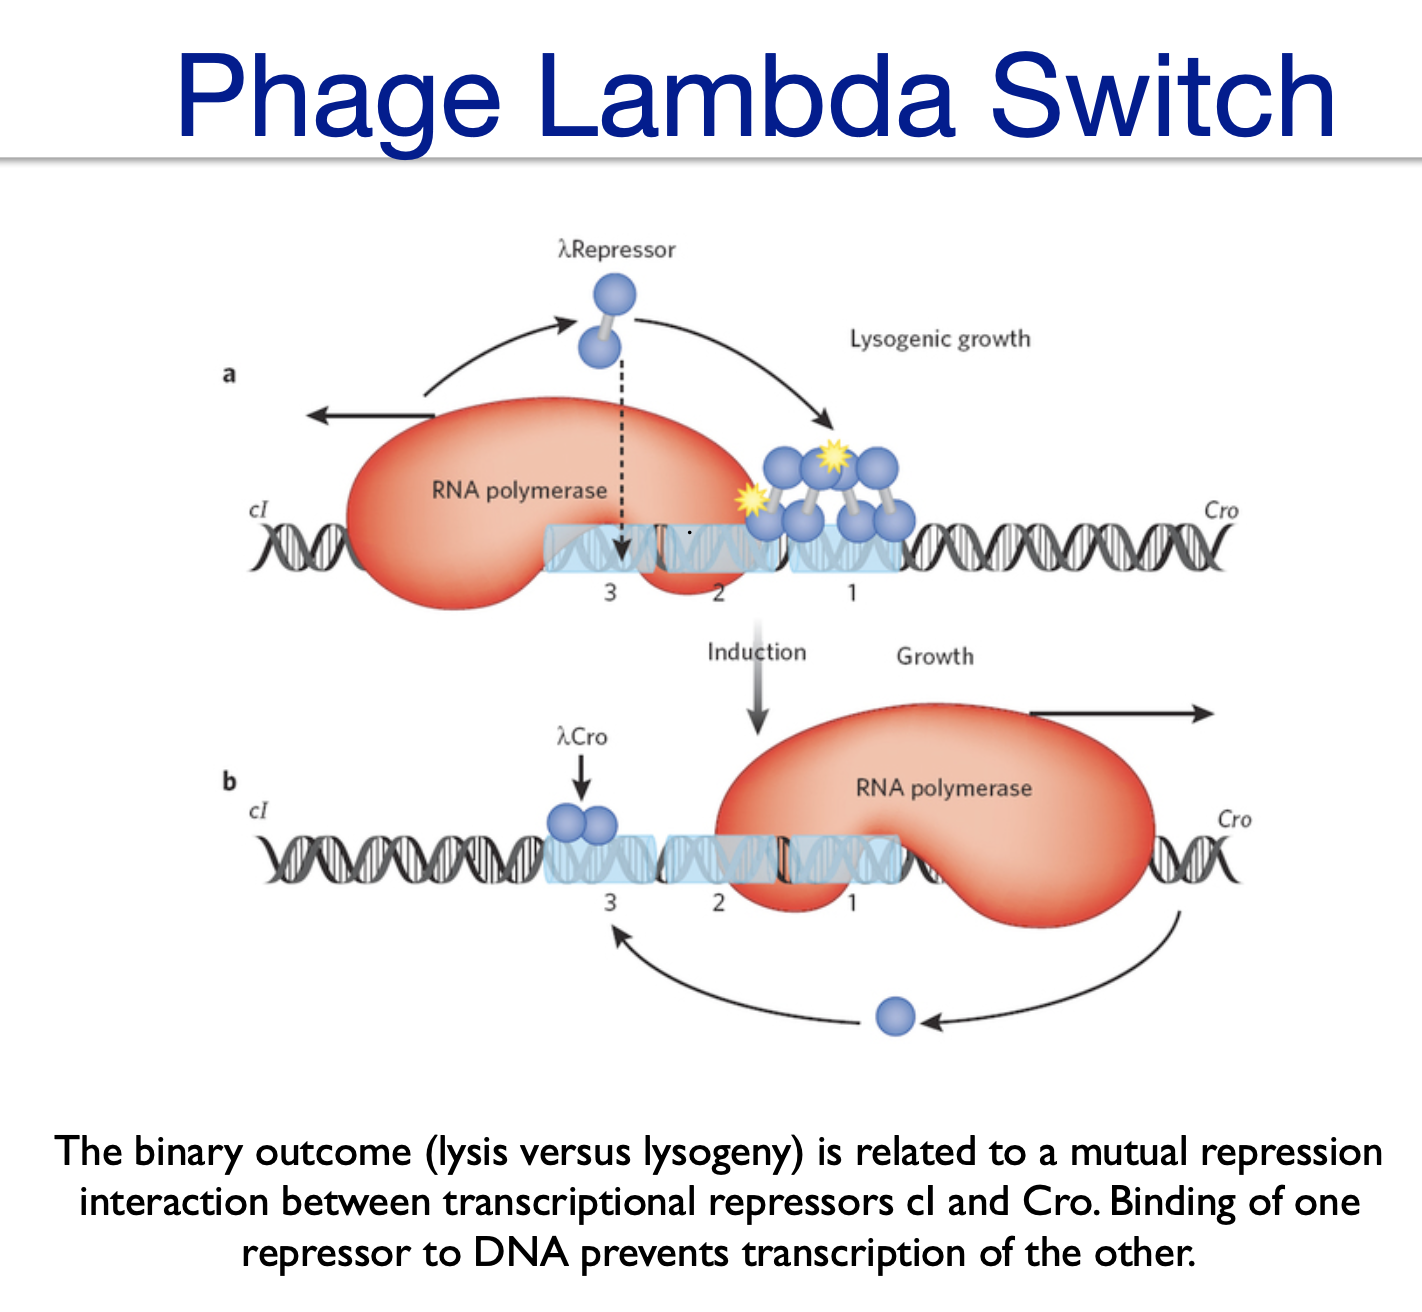 Phage Lambda Switch
λRepressor
Lysogenic growth
a
RNA polymerase
cI
Cro
3 2 1
Induction
Growth
λCro
b
RNA polymerase
cI
Cro
3 2 1
The binary outcome (lysis versus lysogeny) is related to a mutual repression
interaction between transcriptional repressors cI and Cro. Binding of one
repressor to DNA prevents transcription of the other.